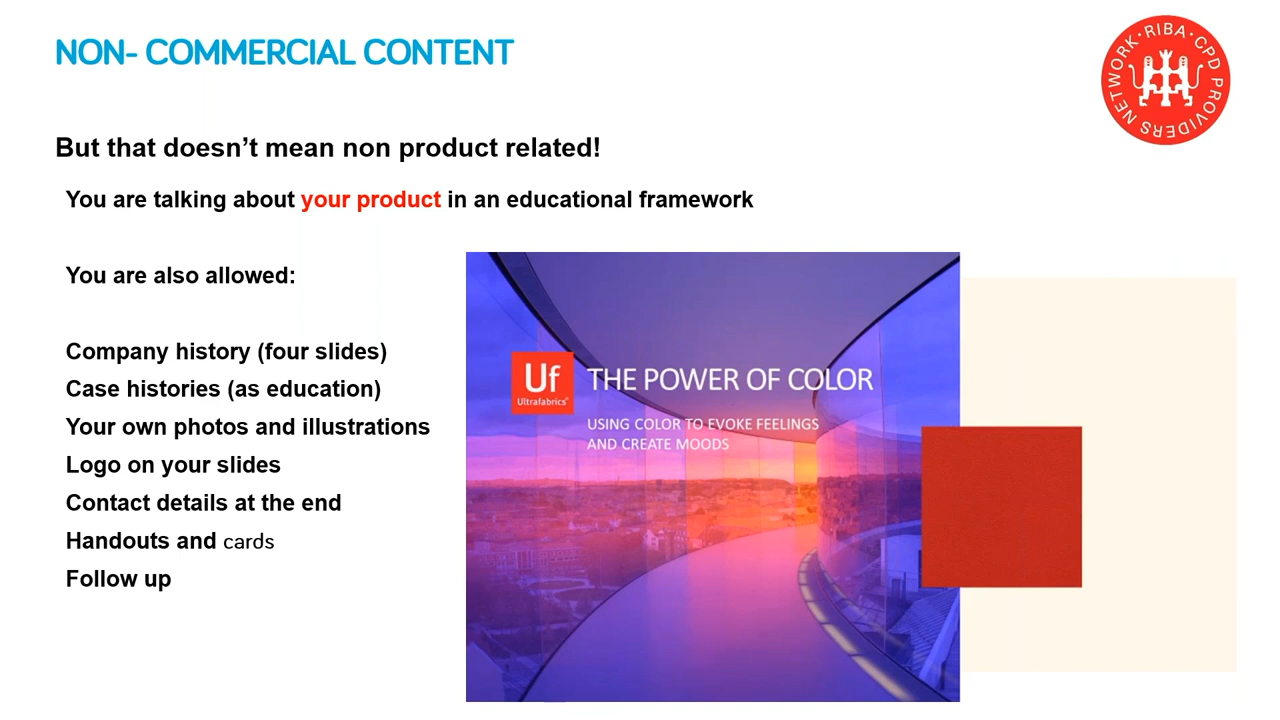 NON- COMMERCIAL CONTENT
NETWORK · RIBA · CPD PROVIDERS
But that doesn’t mean non product related!
You are talking about your product in an educational framework
You are also allowed:
Company history (four slides)
Case histories (as education)
Your own photos and illustrations
Logo on your slides
Contact details at the end
Handouts and cards
Follow up
Uf
Ultrafabrics®
THE POWER OF COLOR
USING COLOR TO EVOKE FEELINGS
AND CREATE MOODS